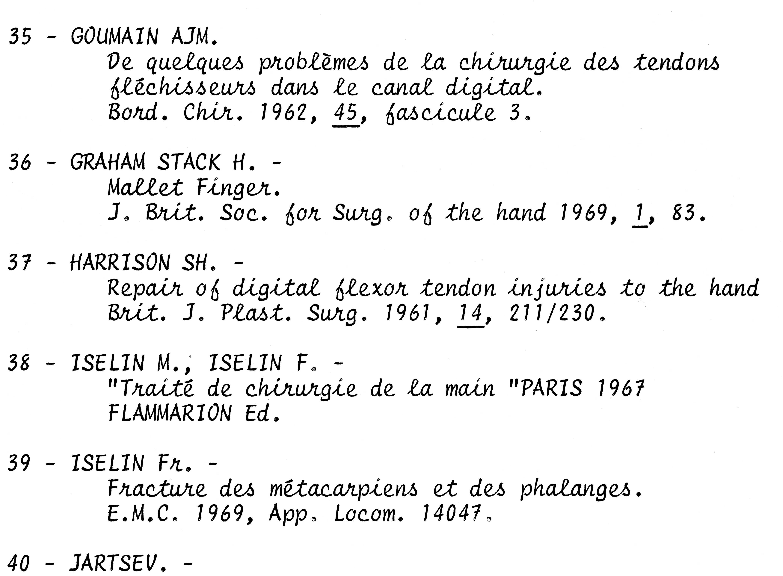 35 - GOUMAIN AJM.
De quelques problèmes de la chirurgie des tendons
fléchisseurs dans le canal digital.
Bord. Chir. 1962, 45, fascicule 3.
36 - GRAHAM STACK H. -
Mallet Finger.
J. Brit. Soc. for Surg. of the hand 1969, 1, 83.
37 - HARRISON SH. -
Repair of digital flexor tendon injuries to the hand
Brit. J. Plast. Surg. 1961, 14, 211/230.
38 - ISELIN M., ISELIN F. -
"Traité de chirurgie de la main "PARIS 1967
FLAMMARION Ed.
39 - ISELIN Fr. -
Fracture des métacarpiens et des phalanges.
E.M.C. 1969, App. Locom. 14047.
40 - JARTSEV. -